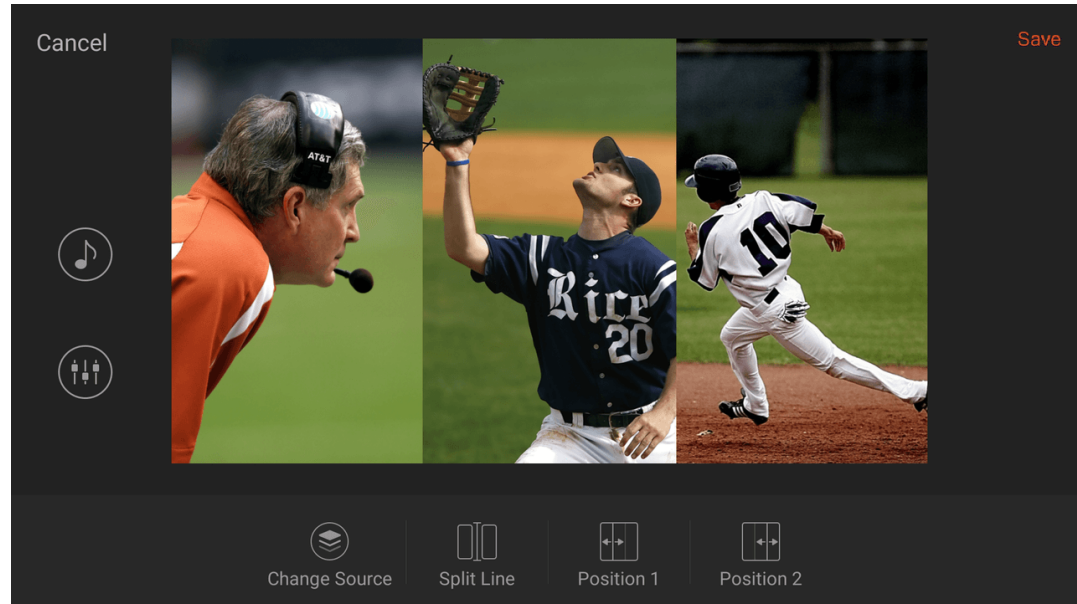 Cancel
Save
AT&T
Rice
20
10
Change Source
Split Line
Position 1
Position 2